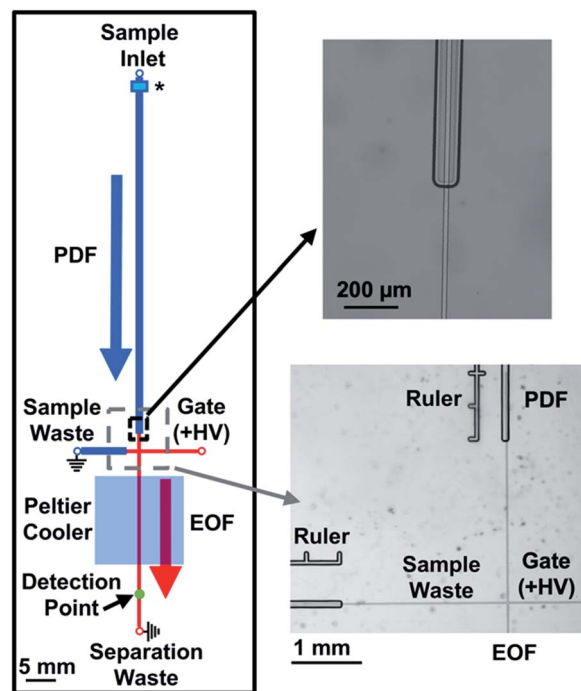 Sample
Inlet
*
PDF
Sample
Waste
Gate
(+HV)
Peltier
Cooler
EOF
Detection
Point
Separation
Waste
5 mm
200 μm
Ruler
PDF
Ruler
Sample
Waste
Gate
(+HV)
1 mm
EOF